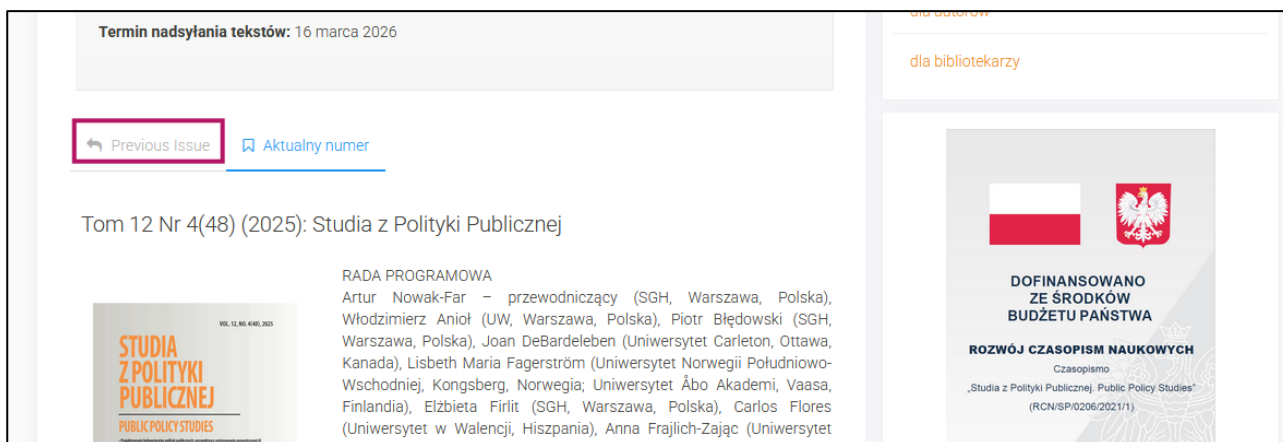 Termin nadsyłania tekstów: 16 marca 2026
Previous Issue
Aktualny numer
Tom 12 Nr 4(48) (2025): Studia z Polityki Publicznej
VOL. 12, NO. 4(48), 2025
STUDIA
Z POLITYKI
PUBLICZNEJ
PUBLIC POLICY STUDIES
RADA PROGRAMOWA
Artur Nowak-Far – przewodniczący (SGH, Warszawa, Polska),
Włodzimierz Anioł (UW, Warszawa, Polska), Piotr Błędowski (SGH,
Warszawa, Polska), Joan DeBardeleben (Uniwersytet Carleton, Ottawa,
Kanada), Lisbeth Maria Fagerström (Uniwersytet Norwegii Południowo-
Wschodniej, Kongsberg, Norwegia; Uniwersytet Åbo Akademi, Vaasa,
Finlandia), Elżbieta Firlit (SGH, Warszawa, Polska), Carlos Flores
(Uniwersytet w Walencji, Hiszpania), Anna Frajlich-Zając (Uniwersytet
dla autorów
dla bibliotekarzy
DOFINANSOWANO
ZE ŚRODKÓW
BUDŻETU PAŃSTWA
ROZWÓJ CZASOPISM NAUKOWYCH
Czasopismo
„Studia z Polityki Publicznej. Public Policy Studies"
(RCN/SP/0206/2021/1)